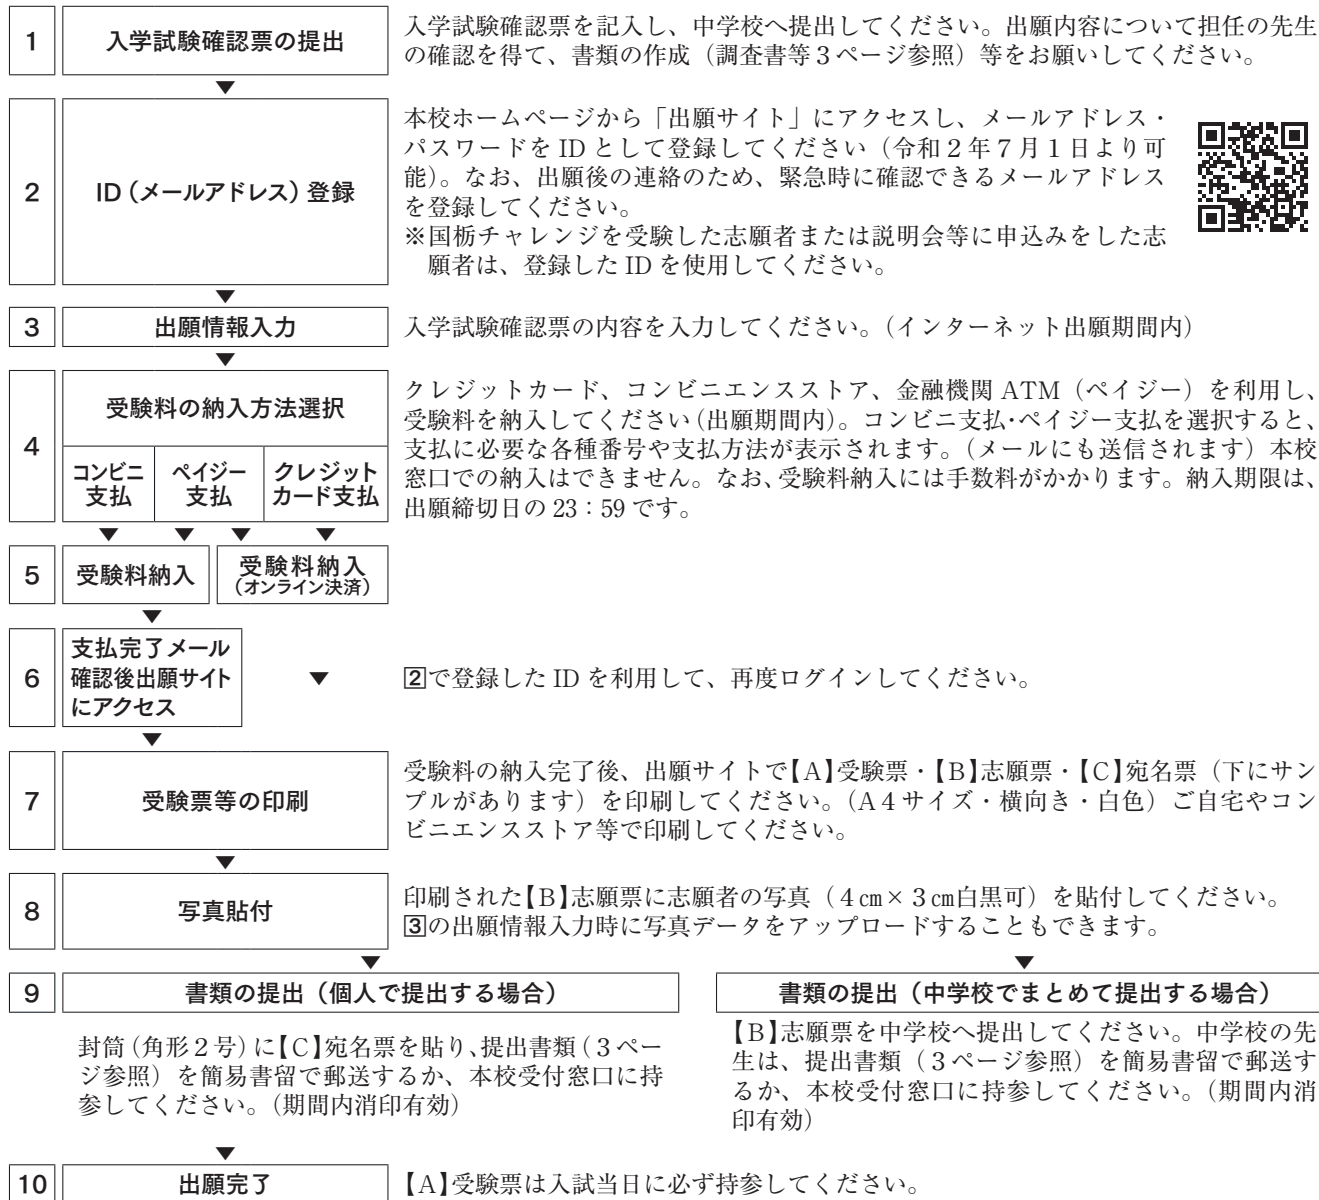 1
入学試験確認票の提出
入学試験確認票を記入し、中学校へ提出してください。出願内容について担任の先生
の確認を得て、書類の作成（調査書等３ページ参照）等をお願いしてください。
▼
2
ID（メールアドレス）登録
本校ホームページから「出願サイト」にアクセスし、メールアドレス・
パスワードを ID として登録してください（令和２年７月１日より可
能）。なお、出願後の連絡のため、緊急時に確認できるメールアドレス
を登録してください。
※国栃チャレンジを受験した志願者または説明会等に申込みをした志
願者は、登録した ID を使用してください。
▼
3
出願情報入力
入学試験確認票の内容を入力してください。（インターネット出願期間内）
▼
4
受験料の納入方法選択
コンビニ
支払
ペイジー
支払
クレジット
カード支払
クレジットカード、コンビニエンスストア、金融機関 ATM（ペイジー）を利用し、
受験料を納入してください（出願期間内）。コンビニ支払・ペイジー支払を選択すると、
支払に必要な各種番号や支払方法が表示されます。（メールにも送信されます）本校
窓口での納入はできません。なお、受験料納入には手数料がかかります。納入期限は、
出願締切日の 23：59 です。
▼ ▼ ▼ ▼
5
受験料納入
受験料納入
（オンライン決済）
▼
6
支払完了メール
確認後出願サイト
にアクセス
▼
2で登録した ID を利用して、再度ログインしてください。
▼
7
受験票等の印刷
受験料の納入完了後、出願サイトで【A】受験票・【B】志願票・【C】宛名票（下にサン
プルがあります）を印刷してください。（A４サイズ・横向き・白色）ご自宅やコン
ビニエンスストア等で印刷してください。
▼
8
写真貼付
印刷された【B】志願票に志願者の写真（４㎝×３㎝白黒可）を貼付してください。
3の出願情報入力時に写真データをアップロードすることもできます。
▼ ▼
9
書類の提出（個人で提出する場合）
封筒（角形２号）に【C】宛名票を貼り、提出書類（３ペー
ジ参照）を簡易書留で郵送するか、本校受付窓口に持
参してください。（期間内消印有効）
書類の提出（中学校でまとめて提出する場合）
【B】志願票を中学校へ提出してください。中学校の先
生は、提出書類（３ページ参照）を簡易書留で郵送す
るか、本校受付窓口に持参してください。（期間内消
印有効）
▼
10
出願完了
【A】受験票は入試当日に必ず持参してください。